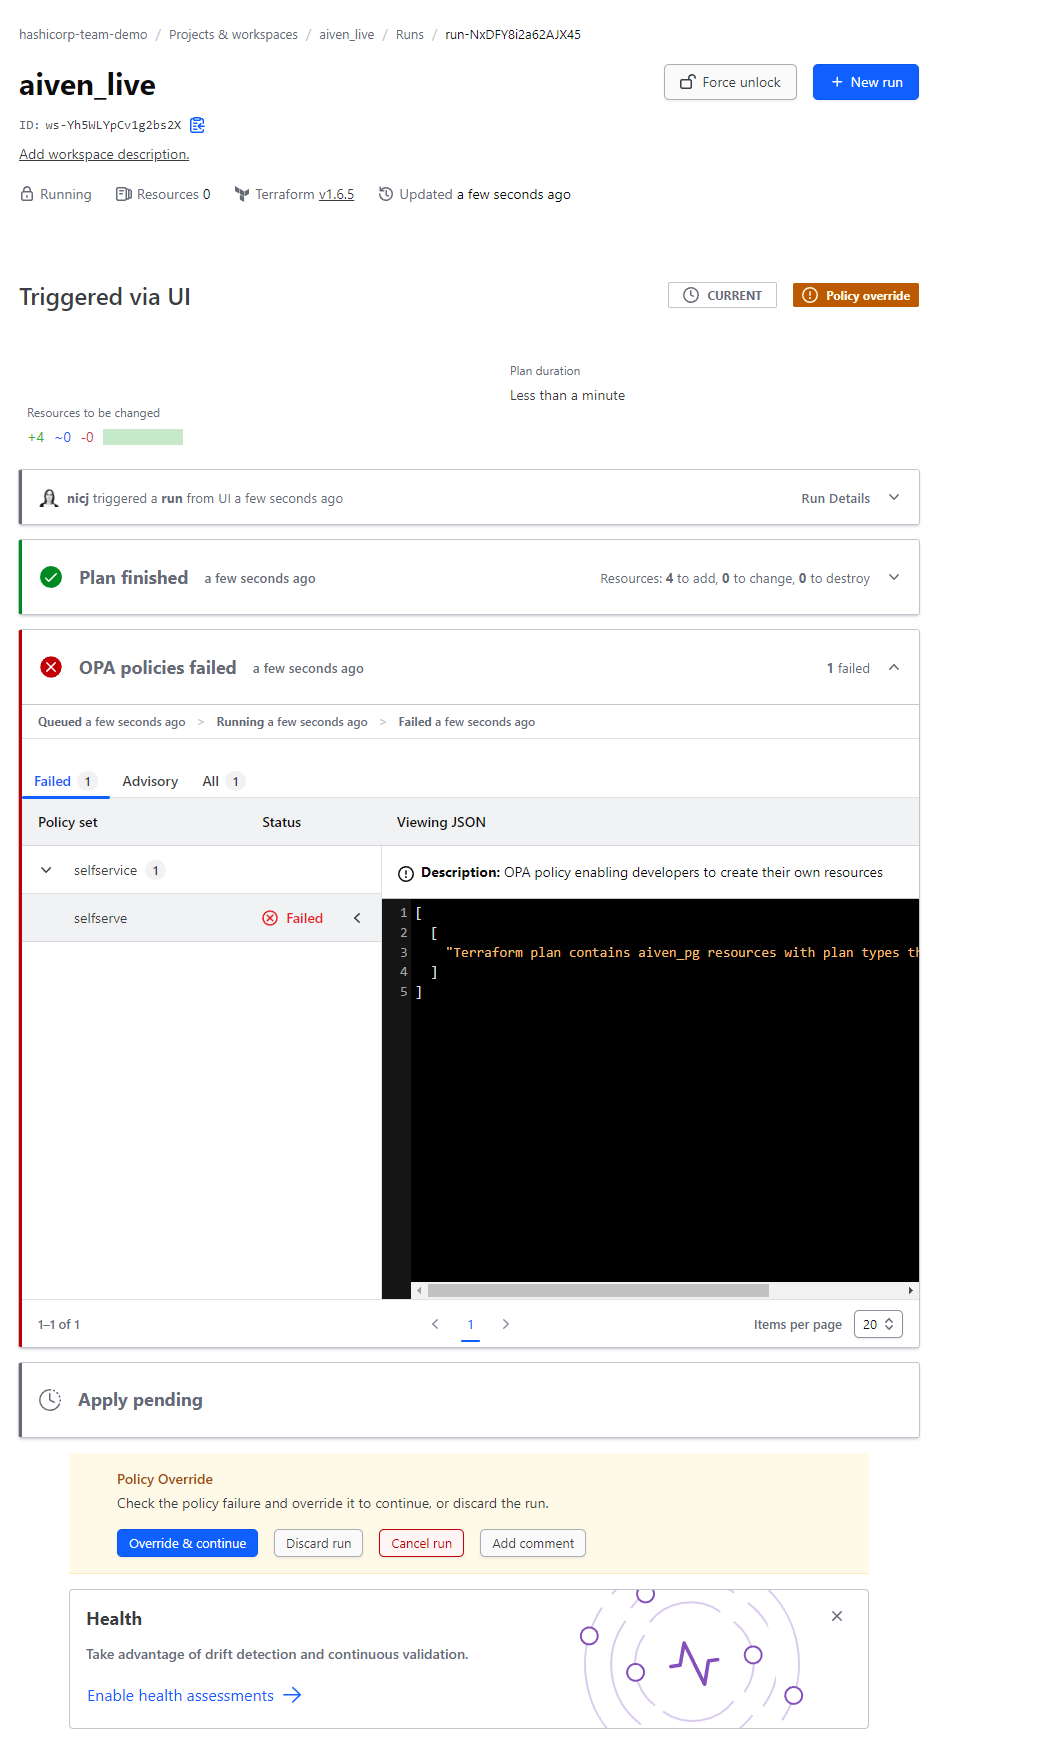 hashicorp-team-demo / Projects & workspaces / aiven_live / Runs / run-NxDFY8i2a62AJX45
aiven_live
Force unlock
+ New run
ID: ws-Yh5WLYpCv1g2bs2X
Add workspace description.
Running Resources 0 Terraform v1.6.5 Updated a few seconds ago
Triggered via UI
CURRENT
Policy override
Plan duration
Less than a minute
Resources to be changed
+4 ~0 -0
nicj triggered a run from UI a few seconds ago
Run Details
Plan finished a few seconds ago
Resources: 4 to add, 0 to change, 0 to destroy
OPA policies failed a few seconds ago
1 failed
Queued a few seconds ago > Running a few seconds ago > Failed a few seconds ago
Failed 1 Advisory All 1
Policy set Status Viewing JSON
selfservice 1
Description: OPA policy enabling developers to create their own resources
selfserve Failed
1 [
2 [
3 "Terraform plan contains aiven_pg resources with plan types th
4 ]
5 ]
1–1 of 1
1
Items per page 20
Apply pending
Policy Override
Check the policy failure and override it to continue, or discard the run.
Override & continue Discard run Cancel run Add comment
Health
Take advantage of drift detection and continuous validation.
Enable health assessments